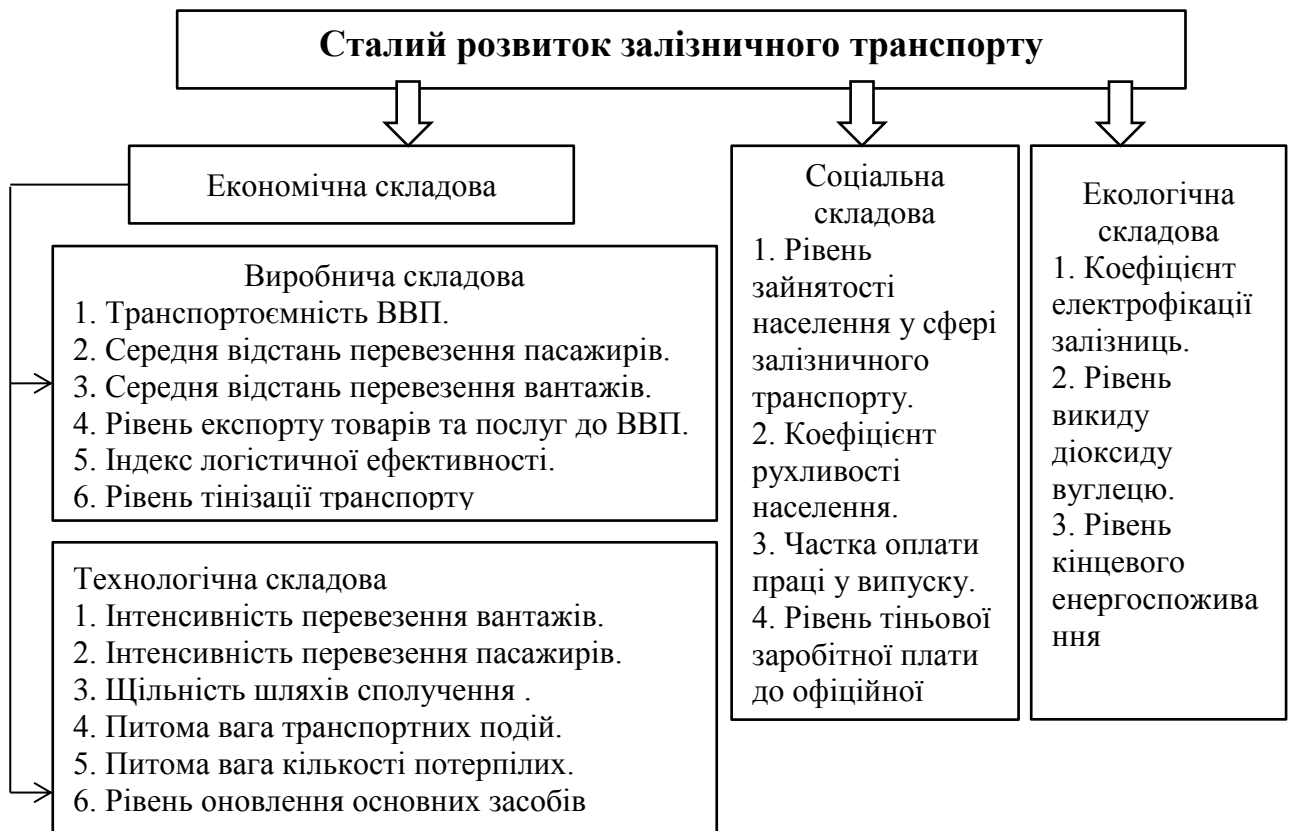 Сталий розвиток залізничного транспорту
Економічна складова
Виробнича складова
1. Транспортоємність ВВП.
2. Середня відстань перевезення пасажирів.
3. Середня відстань перевезення вантажів.
4. Рівень експорту товарів та послуг до ВВП.
5. Індекс логістичної ефективності.
6. Рівень тінізації транспорту
Технологічна складова
1. Інтенсивність перевезення вантажів.
2. Інтенсивність перевезення пасажирів.
3. Щільність шляхів сполучення .
4. Питома вага транспортних подій.
5. Питома вага кількості потерпілих.
6. Рівень оновлення основних засобів
Соціальна
складова
1. Рівень
зайнятості
населення у сфері
залізничного
транспорту.
2. Коефіцієнт
рухливості
населення.
3. Частка оплати
праці у випуску.
4. Рівень тіньової
заробітної плати
до офіційної
Екологічна
складова
1. Коефіцієнт
електрофікації
залізниць.
2. Рівень
викиду
діоксиду
вуглецю.
3. Рівень
кінцевого
енергоспожива
ння